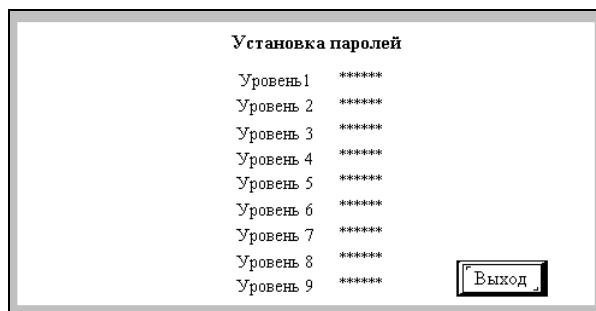 Установка паролей
Уровень1 ******
Уровень 2 ******
Уровень 3 ******
Уровень 4 ******
Уровень 5 ******
Уровень 6 ******
Уровень 7 ******
Уровень 8 ******
Уровень 9 ******
Выход